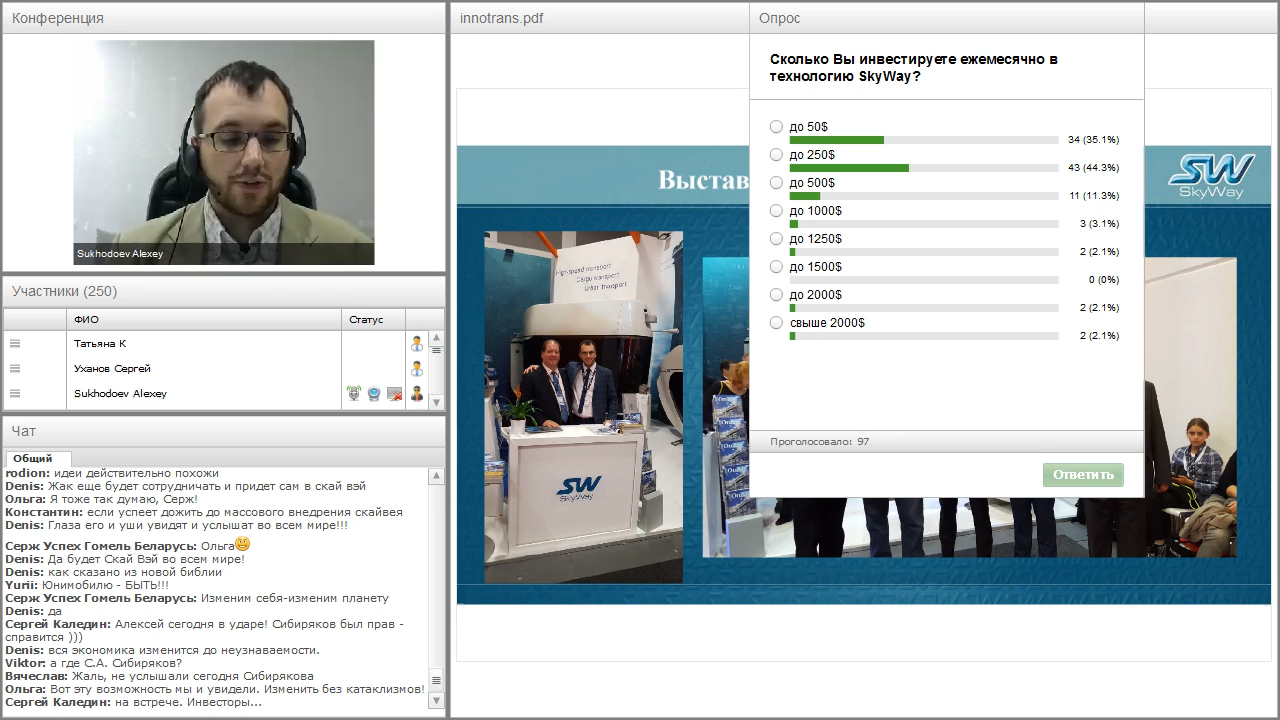 Конференция
Sukhodoev Alexey
Участники (250)
ФИО
Статус
Татьяна К
Уханов Сергей
Sukhodoev Alexey
Чат
Общий
rodion: идеи действительно похожи
Denis: Жак еще будет сотрудничать и придет сам в скай вэй
Ольга: Я тоже так думаю, Серж!
Константин: если успеет дожить до массового внедрения скайвея
Denis: Глаза его и уши увидят и услышат во всем мире!!!
Серж Успех Гомель Беларусь: Ольга
Denis: Да будет Скай Вэй во всем мире!
Denis: как сказано из новой библии
Yurii: Юнимобилю - БЫТЬ!!!
Серж Успех Гомель Беларусь: Изменим себя-изменим планету
Denis: да
Сергей Каледин: Алексей сегодня в ударе! Сибиряков был прав -
справится )))
Denis: вся экономика изменится до неузнаваемости.
Viktor: а где С.А. Сибиряков?
Вячеслав: Жаль, не услышали сегодня Сибирякова
Ольга: Вот эту возможность мы и увидели. Изменить без катаклизмов!
Сергей Каледин: на встрече. Инвесторы...
innotrans.pdf
Выстав
SW
SkyWay
High-speed transport
Cargo transport
Urban transport
SW
SkyWay
Опрос
Сколько Вы инвестируете ежемесячно в
технологию SkyWay?
до 50$
34 (35.1%)
до 250$
43 (44.3%)
до 500$
11 (11.3%)
до 1000$
3 (3.1%)
до 1250$
2 (2.1%)
до 1500$
0 (0%)
до 2000$
2 (2.1%)
свыше 2000$
2 (2.1%)
Проголосовало: 97
Ответить